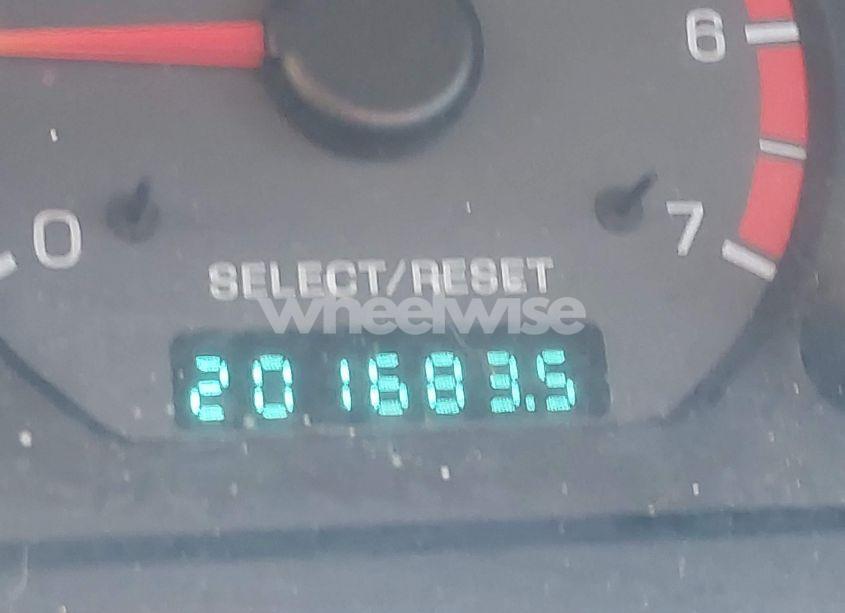 6
0
7
SELECT/RESET
wheelwise
201683.5